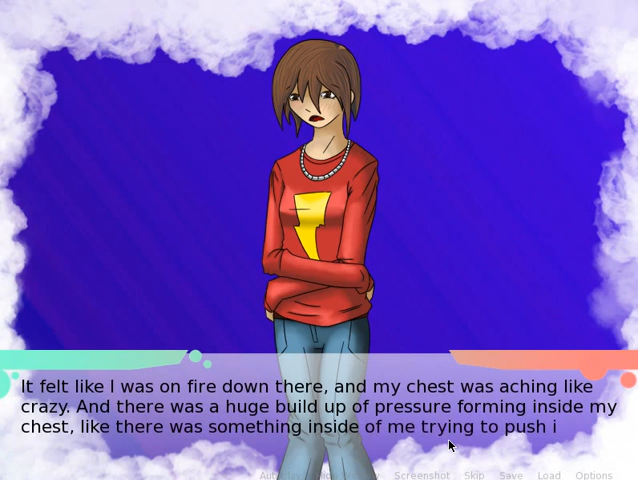 It felt like I was on fire down there, and my chest was aching like
crazy. And there was a huge build up of pressure forming inside my
chest, like there was something inside of me trying to push i
Screenshot Skip Save Load Options